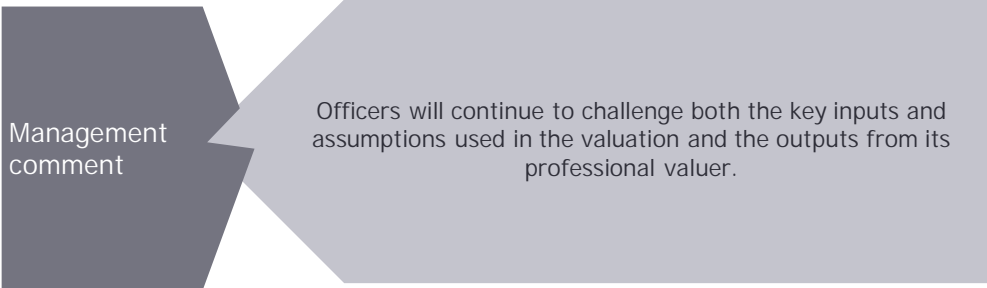 Management
comment
Officers will continue to challenge both the key inputs and
assumptions used in the valuation and the outputs from its
professional valuer.